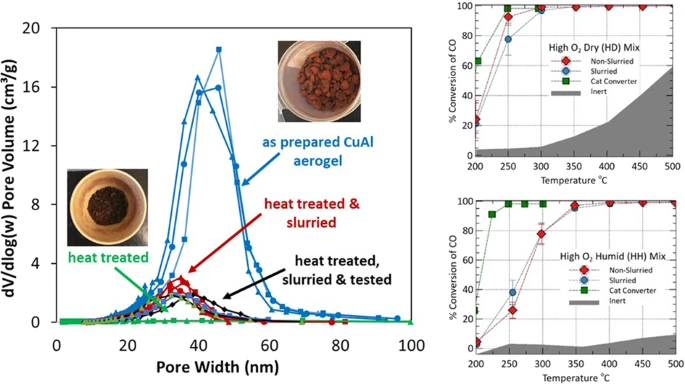 dV/dlog(w) Pore Volume (cm³/g)
20
16
12
8
4
0
as prepared CuAl
aerogel
heat treated &
slurried
heat treated
heat treated,
slurried & tested
0 20 40 60 80 100
Pore Width (nm)
% Conversion of CO
100
80
60
40
20
0
High O₂ Dry (HD) Mix
Non-Slurried
Slurried
Cat Converter
Inert
200 250 300 350 400 450 500
Temperature °C
% Conversion of CO
100
80
60
40
20
0
High O₂ Humid (HH) Mix
Non-Slurried
Slurried
Cat Converter
Inert
200 250 300 350 400 450 500
Temperature °C